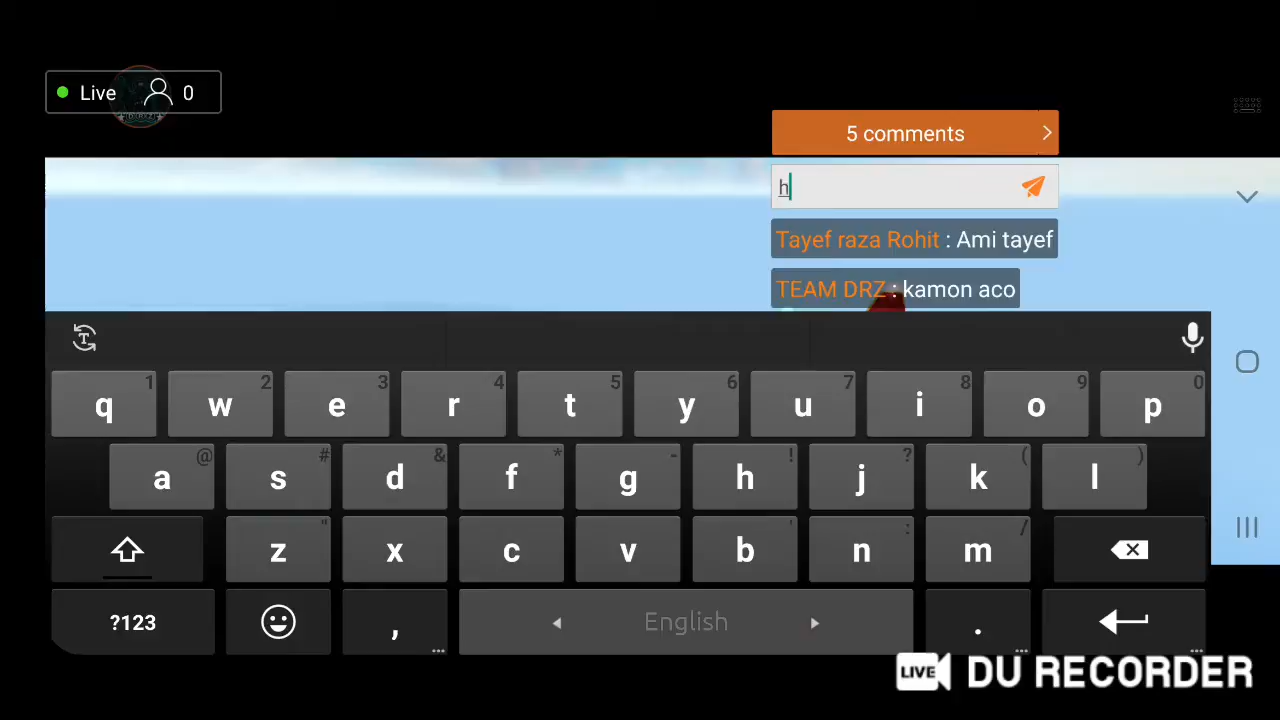 Live 0
D(R)Z
5 comments
h
Tayef raza Rohit : Ami tayef
TEAM DRZ : kamon aco
1 2 3 4 5 6 7 8 9 0
q w e r t y u i o p
@ # & * - ! ? ( )
a s d f g h j k l
" ' : /
z x c v b n m
?123 , English . 
LIVE DU RECORDER